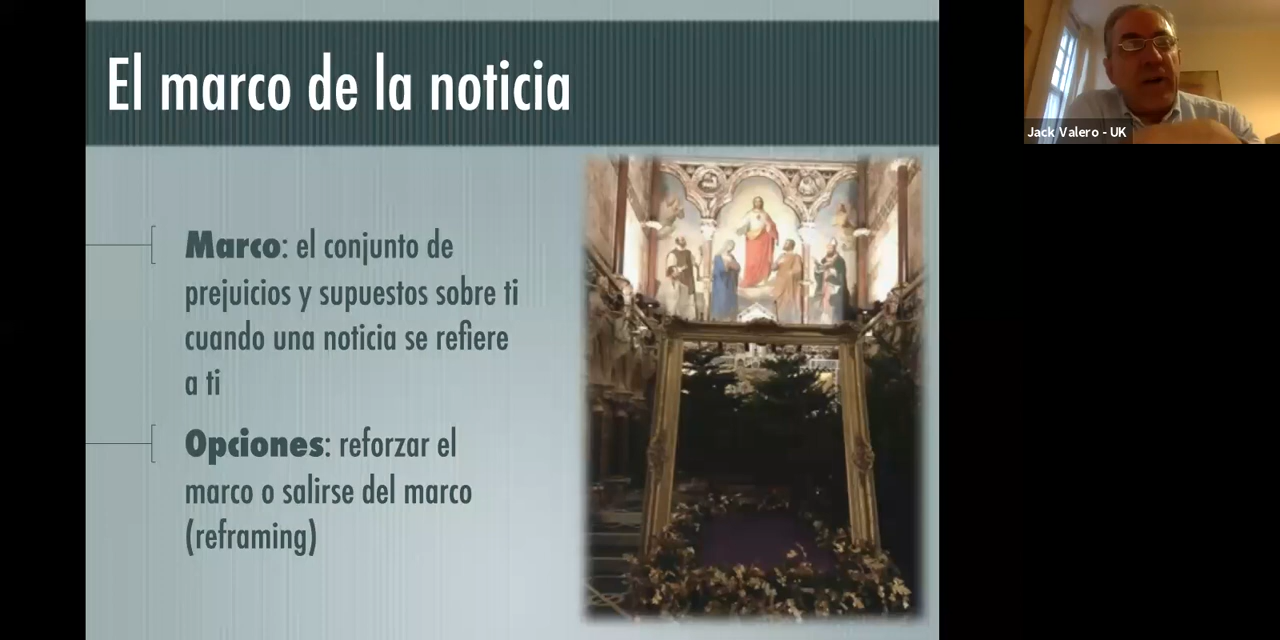 El marco de la noticia
Marco: el conjunto de
prejuicios y supuestos sobre ti
cuando una noticia se refiere
a ti
Opciones: reforzar el
marco o salirse del marco
(reframing)
Jack Valero - UK